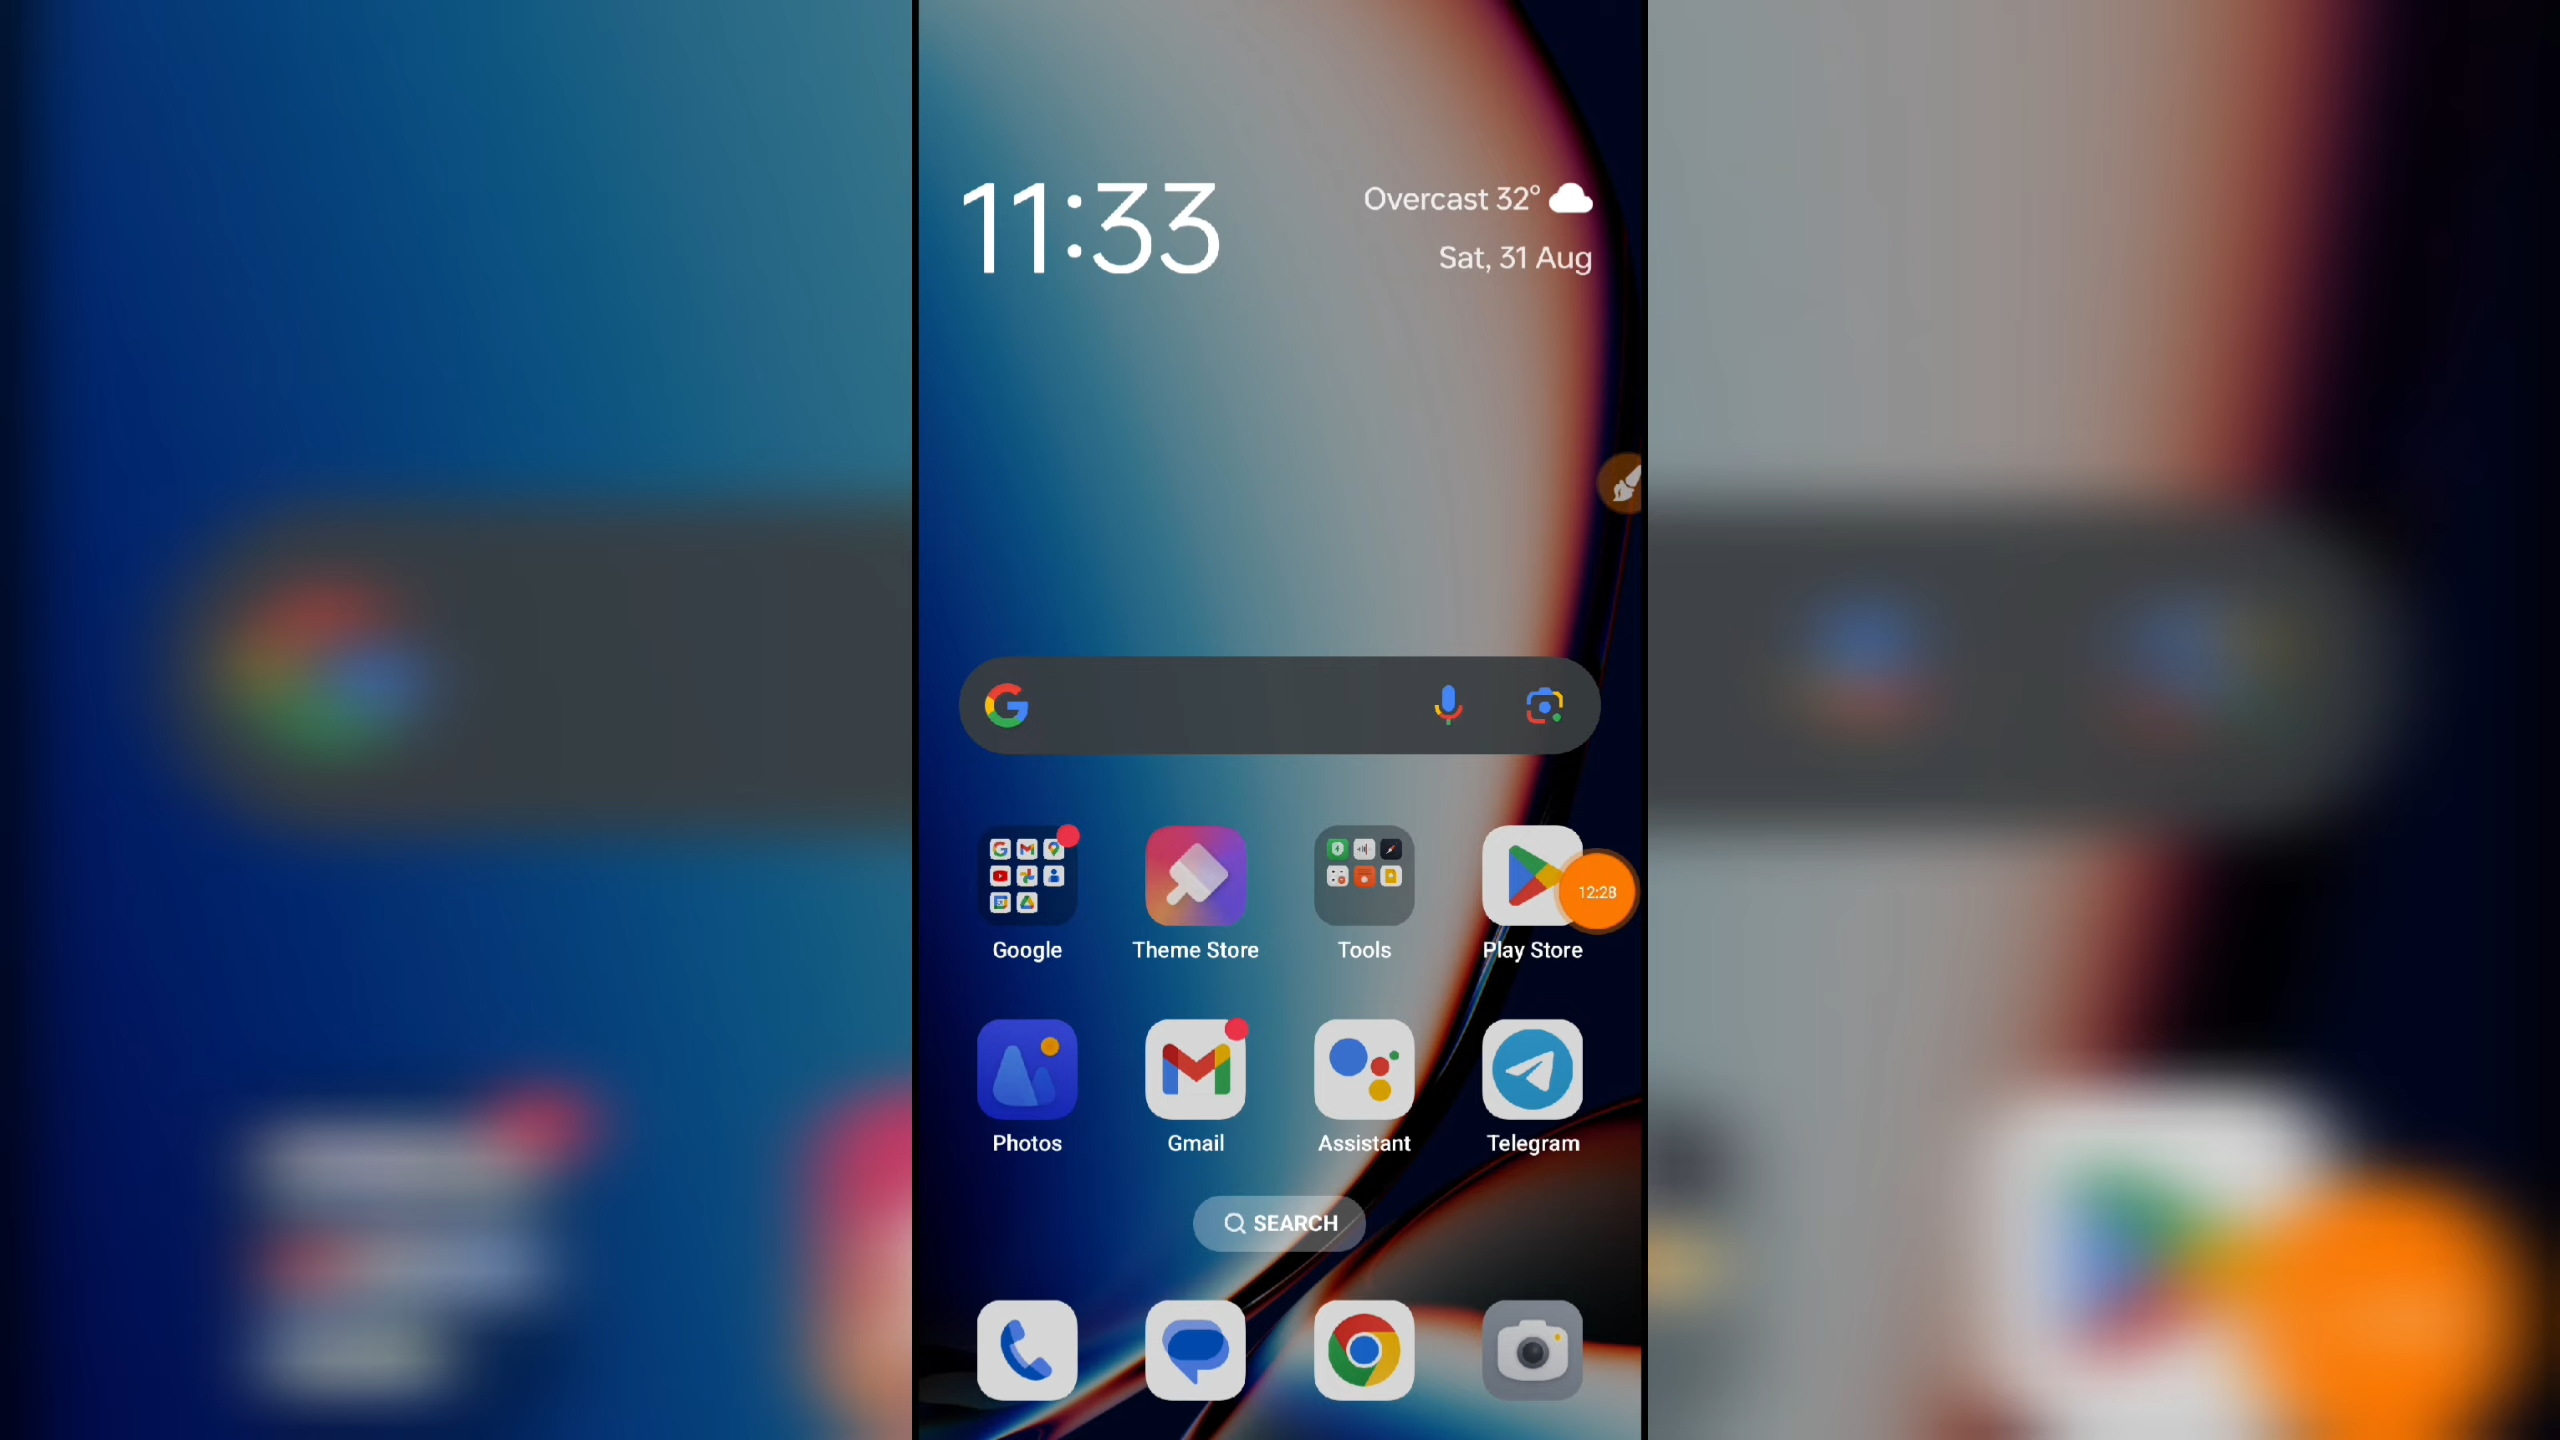 11:33
Overcast 32°
Sat, 31 Aug
Google
Theme Store
Tools
Play Store
12:28
Photos
Gmail
Assistant
Telegram
SEARCH